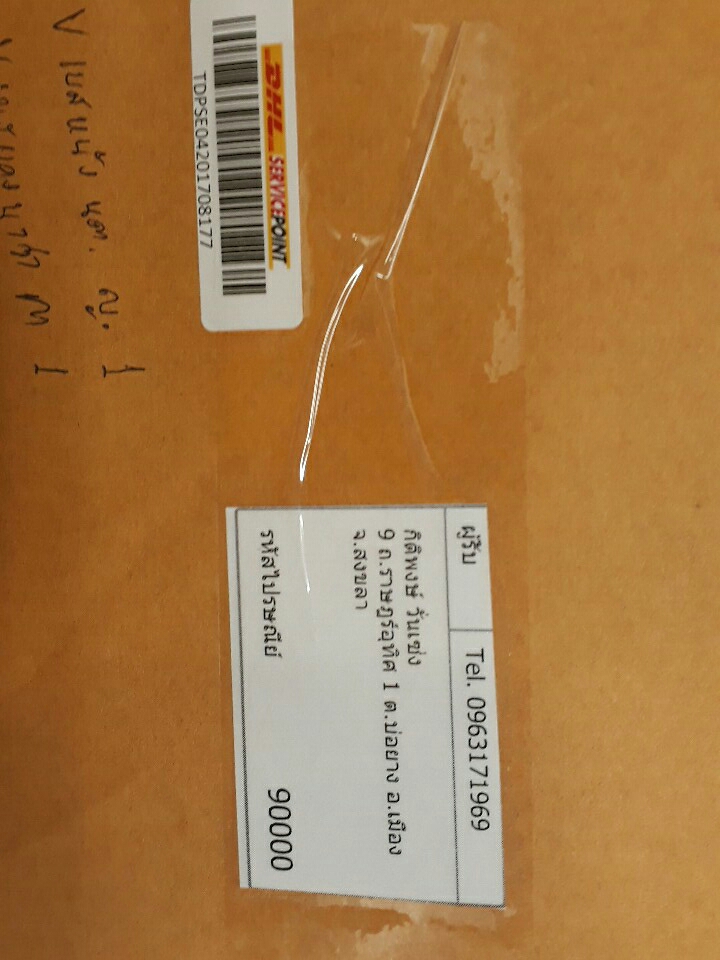 DHL SERVICEPOINT
TDPSE04201708177
ผู้รับ Tel. 0963171969
กิติพงษ์ วั่นเซ่ง
9 ถ.ราษฎร์อุทิศ 1 ต.บ่อยาง อ.เมือง
จ.สงขลา
รหัสไปรษณีย์ 90000